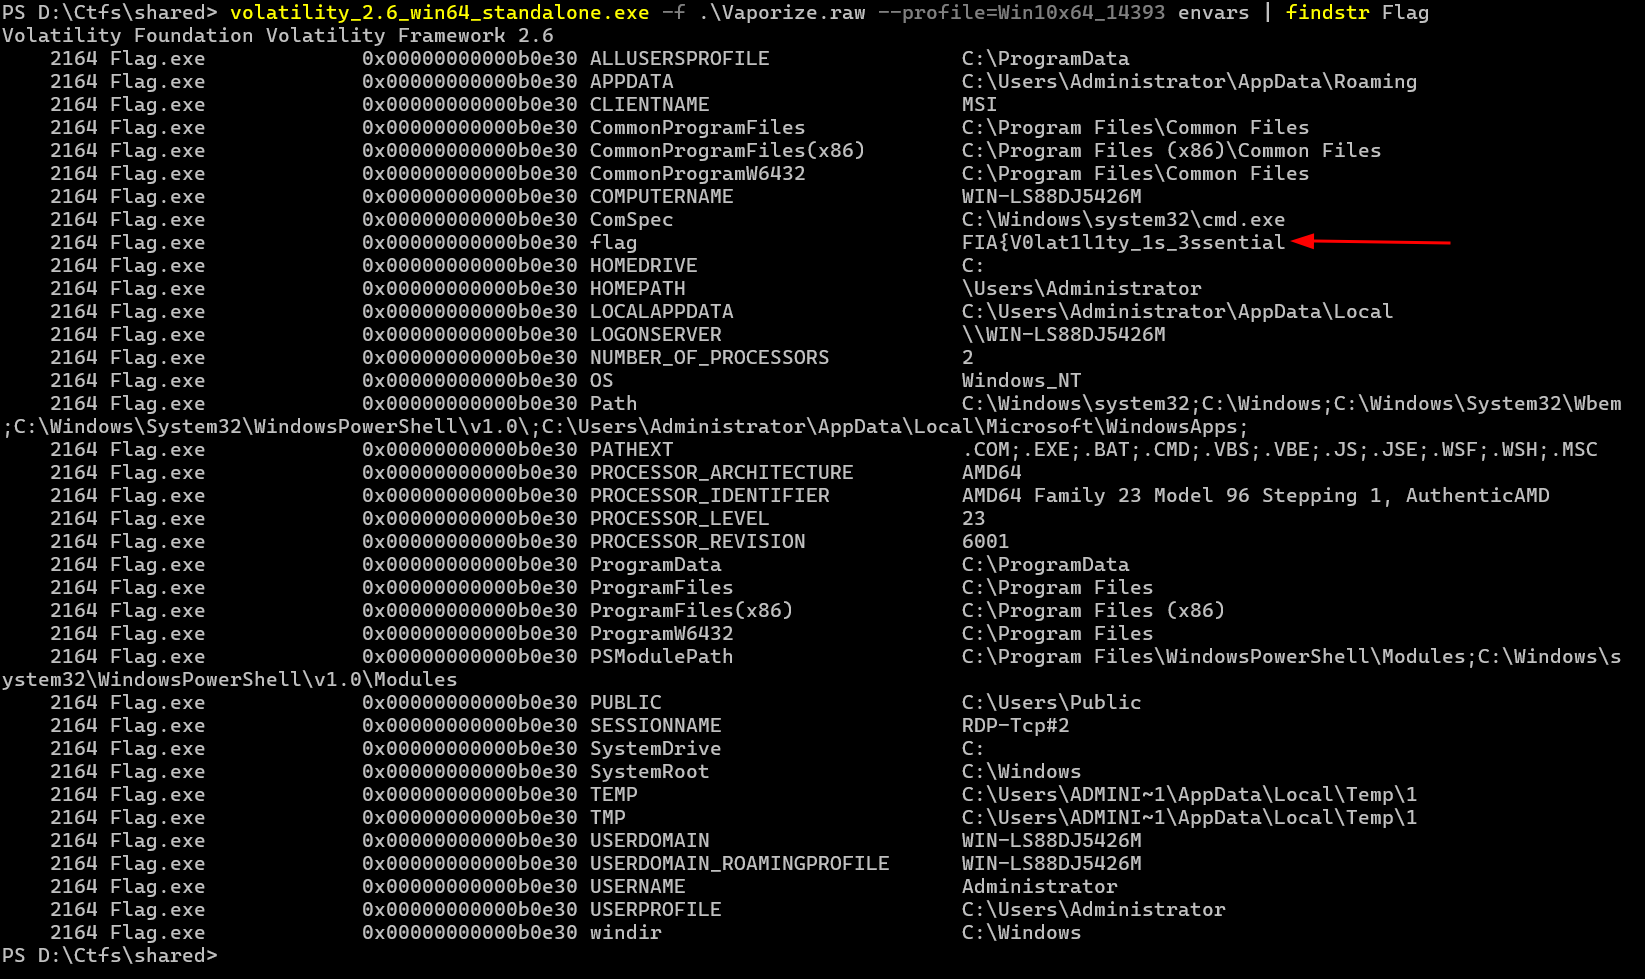 PS D:\Ctfs\shared> volatility_2.6_win64_standalone.exe -f .\Vaporize.raw --profile=Win10x64_14393 envars | findstr Flag
Volatility Foundation Volatility Framework 2.6
    2164 Flag.exe             0x00000000000b0e30 ALLUSERSPROFILE                C:\ProgramData
    2164 Flag.exe             0x00000000000b0e30 APPDATA                        C:\Users\Administrator\AppData\Roaming
    2164 Flag.exe             0x00000000000b0e30 CLIENTNAME                     MSI
    2164 Flag.exe             0x00000000000b0e30 CommonProgramFiles             C:\Program Files\Common Files
    2164 Flag.exe             0x00000000000b0e30 CommonProgramFiles(x86)        C:\Program Files (x86)\Common Files
    2164 Flag.exe             0x00000000000b0e30 CommonProgramW6432             C:\Program Files\Common Files
    2164 Flag.exe             0x00000000000b0e30 COMPUTERNAME                   WIN-LS88DJ5426M
    2164 Flag.exe             0x00000000000b0e30 ComSpec                        C:\Windows\system32\cmd.exe
    2164 Flag.exe             0x00000000000b0e30 flag                           FIA{V0lat1l1ty_1s_3ssential
    2164 Flag.exe             0x00000000000b0e30 HOMEDRIVE                      C:
    2164 Flag.exe             0x00000000000b0e30 HOMEPATH                       \Users\Administrator
    2164 Flag.exe             0x00000000000b0e30 LOCALAPPDATA                   C:\Users\Administrator\AppData\Local
    2164 Flag.exe             0x00000000000b0e30 LOGONSERVER                    \\WIN-LS88DJ5426M
    2164 Flag.exe             0x00000000000b0e30 NUMBER_OF_PROCESSORS           2
    2164 Flag.exe             0x00000000000b0e30 OS                             Windows_NT
    2164 Flag.exe             0x00000000000b0e30 Path                           C:\Windows\system32;C:\Windows;C:\Windows\System32\Wbem
;C:\Windows\System32\WindowsPowerShell\v1.0\;C:\Users\Administrator\AppData\Local\Microsoft\WindowsApps;
    2164 Flag.exe             0x00000000000b0e30 PATHEXT                        .COM;.EXE;.BAT;.CMD;.VBS;.VBE;.JS;.JSE;.WSF;.WSH;.MSC
    2164 Flag.exe             0x00000000000b0e30 PROCESSOR_ARCHITECTURE         AMD64
    2164 Flag.exe             0x00000000000b0e30 PROCESSOR_IDENTIFIER           AMD64 Family 23 Model 96 Stepping 1, AuthenticAMD
    2164 Flag.exe             0x00000000000b0e30 PROCESSOR_LEVEL                23
    2164 Flag.exe             0x00000000000b0e30 PROCESSOR_REVISION             6001
    2164 Flag.exe             0x00000000000b0e30 ProgramData                    C:\ProgramData
    2164 Flag.exe             0x00000000000b0e30 ProgramFiles                   C:\Program Files
    2164 Flag.exe             0x00000000000b0e30 ProgramFiles(x86)              C:\Program Files (x86)
    2164 Flag.exe             0x00000000000b0e30 ProgramW6432                   C:\Program Files
    2164 Flag.exe             0x00000000000b0e30 PSModulePath                   C:\Program Files\WindowsPowerShell\Modules;C:\Windows\s
ystem32\WindowsPowerShell\v1.0\Modules
    2164 Flag.exe             0x00000000000b0e30 PUBLIC                         C:\Users\Public
    2164 Flag.exe             0x00000000000b0e30 SESSIONNAME                    RDP-Tcp#2
    2164 Flag.exe             0x00000000000b0e30 SystemDrive                    C:
    2164 Flag.exe             0x00000000000b0e30 SystemRoot                     C:\Windows
    2164 Flag.exe             0x00000000000b0e30 TEMP                           C:\Users\ADMINI~1\AppData\Local\Temp\1
    2164 Flag.exe             0x00000000000b0e30 TMP                            C:\Users\ADMINI~1\AppData\Local\Temp\1
    2164 Flag.exe             0x00000000000b0e30 USERDOMAIN                     WIN-LS88DJ5426M
    2164 Flag.exe             0x00000000000b0e30 USERDOMAIN_ROAMINGPROFILE      WIN-LS88DJ5426M
    2164 Flag.exe             0x00000000000b0e30 USERNAME                       Administrator
    2164 Flag.exe             0x00000000000b0e30 USERPROFILE                    C:\Users\Administrator
    2164 Flag.exe             0x00000000000b0e30 windir                         C:\Windows
PS D:\Ctfs\shared>